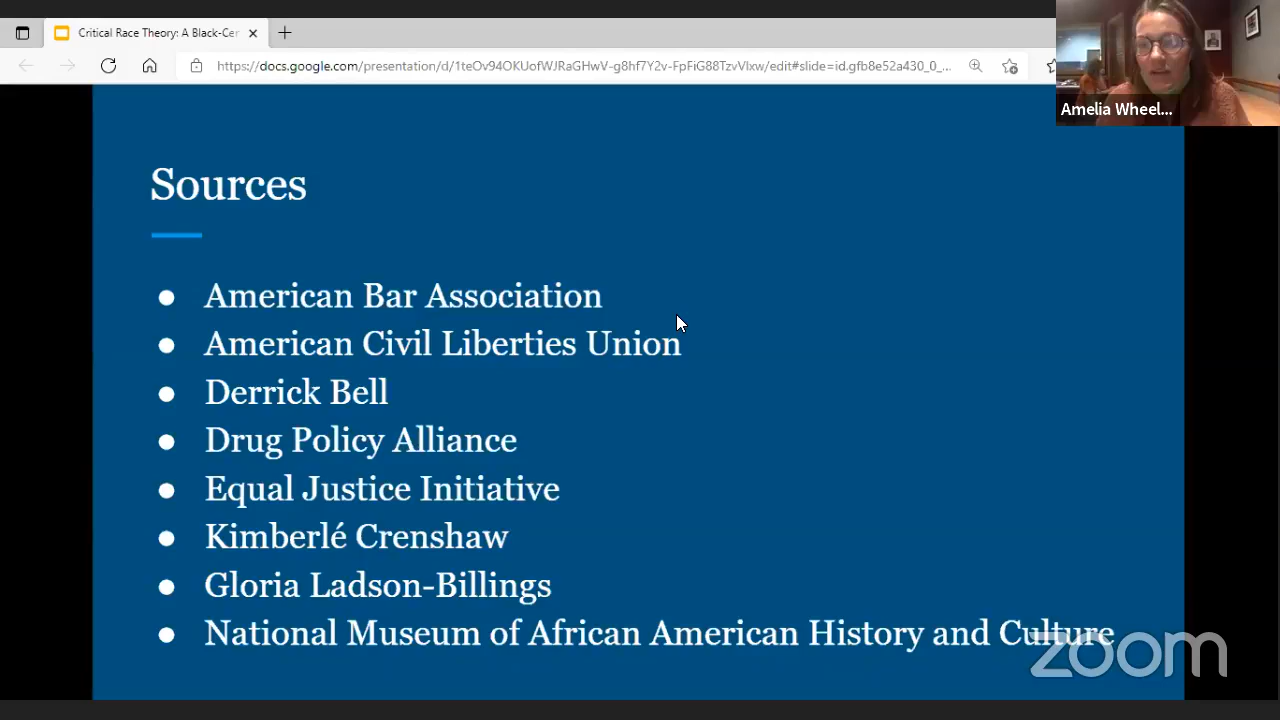 Critical Race Theory: A Black-Cer
https://docs.google.com/presentation/d/1teOv94OKUofWJRaGHwV-g8hf7Y2v-FpFiG88TzvVlxw/edit#slide=id.gfb8e52a430_0_...
Amelia Wheel...
Sources
● American Bar Association
● American Civil Liberties Union
● Derrick Bell
● Drug Policy Alliance
● Equal Justice Initiative
● Kimberlé Crenshaw
● Gloria Ladson-Billings
● National Museum of African American History and Culture
zoom